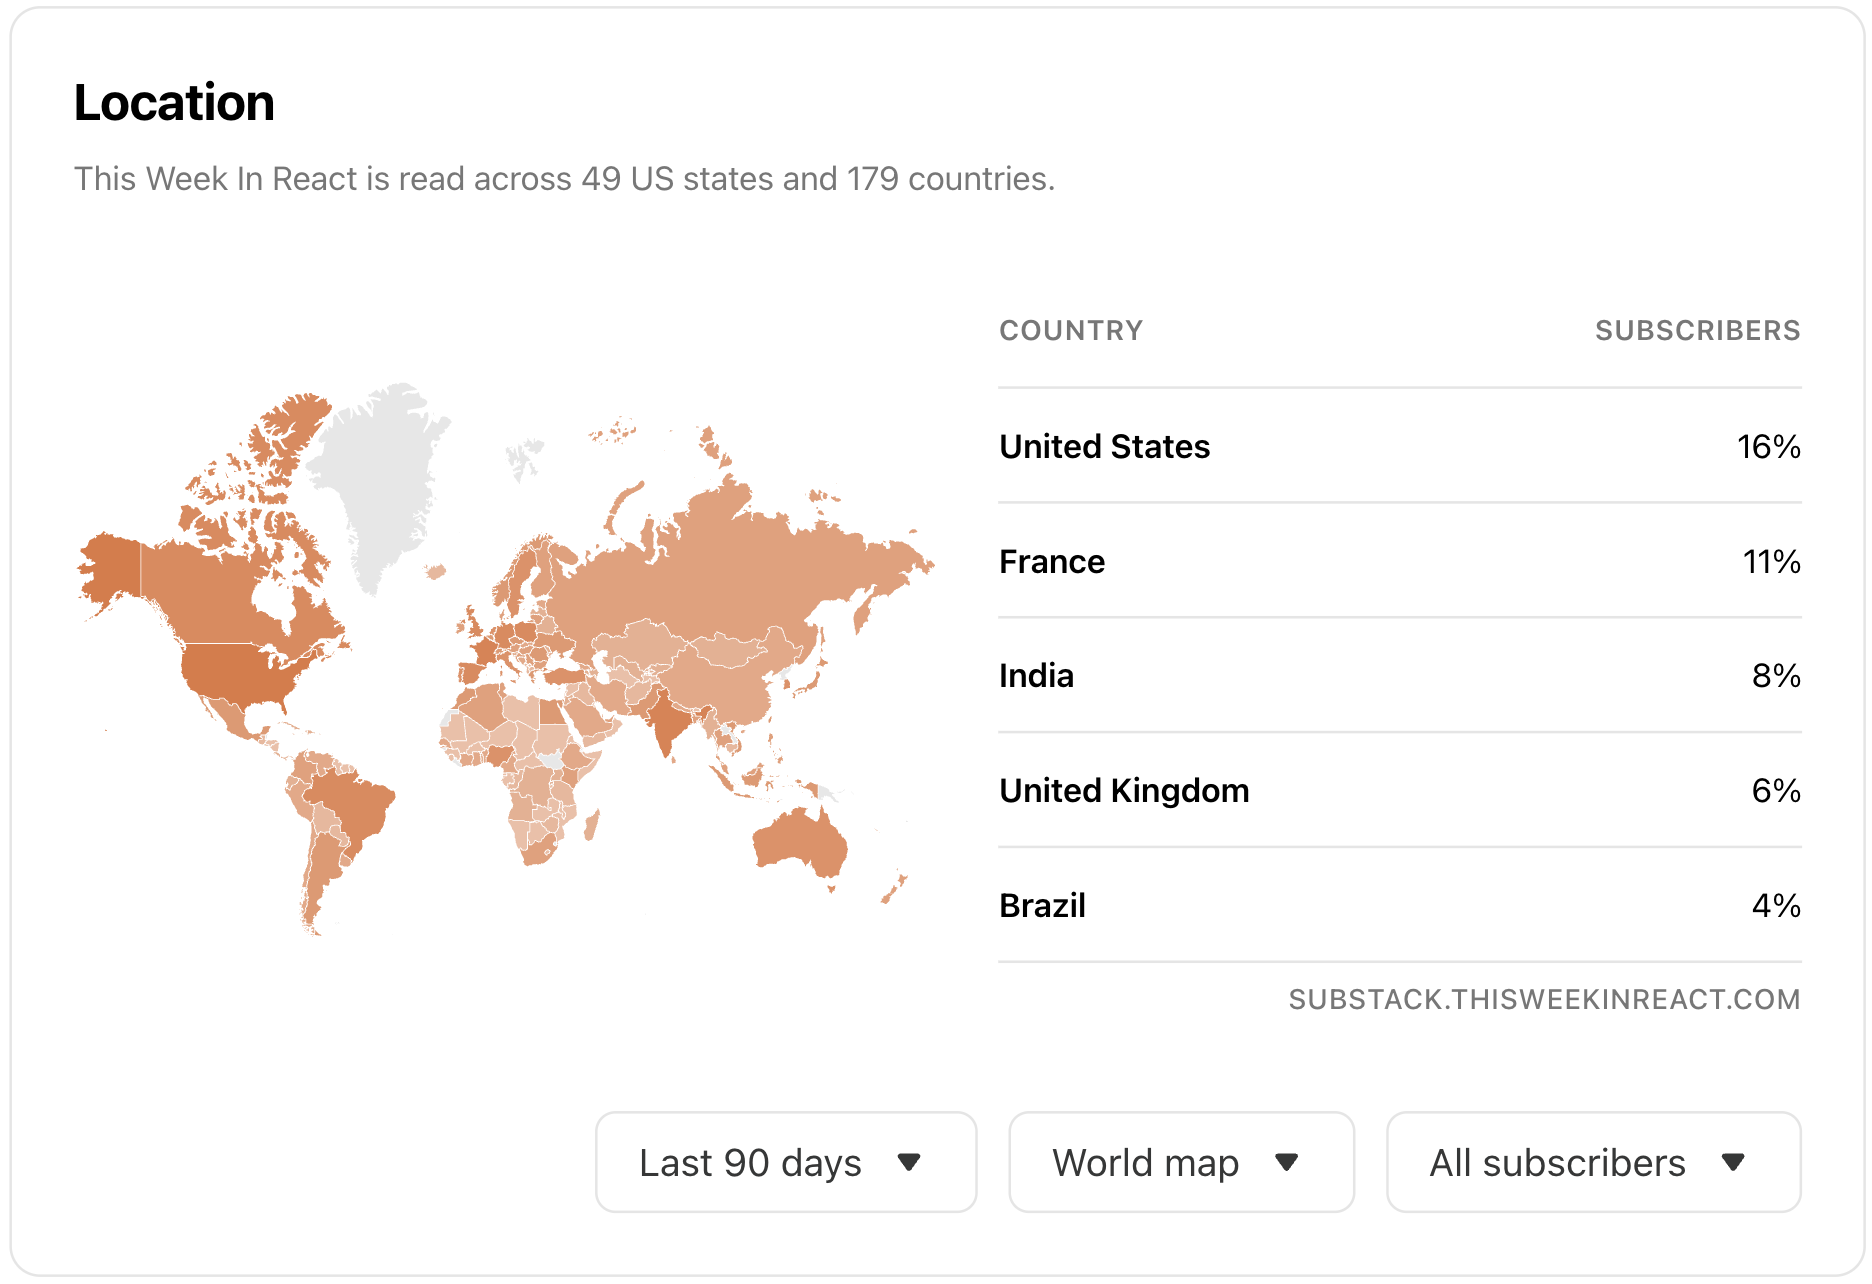 Location
This Week In React is read across 49 US states and 179 countries.
COUNTRY SUBSCRIBERS
United States 16%
France 11%
India 8%
United Kingdom 6%
Brazil 4%
SUBSTACK.THISWEEKINREACT.COM
Last 90 days World map All subscribers